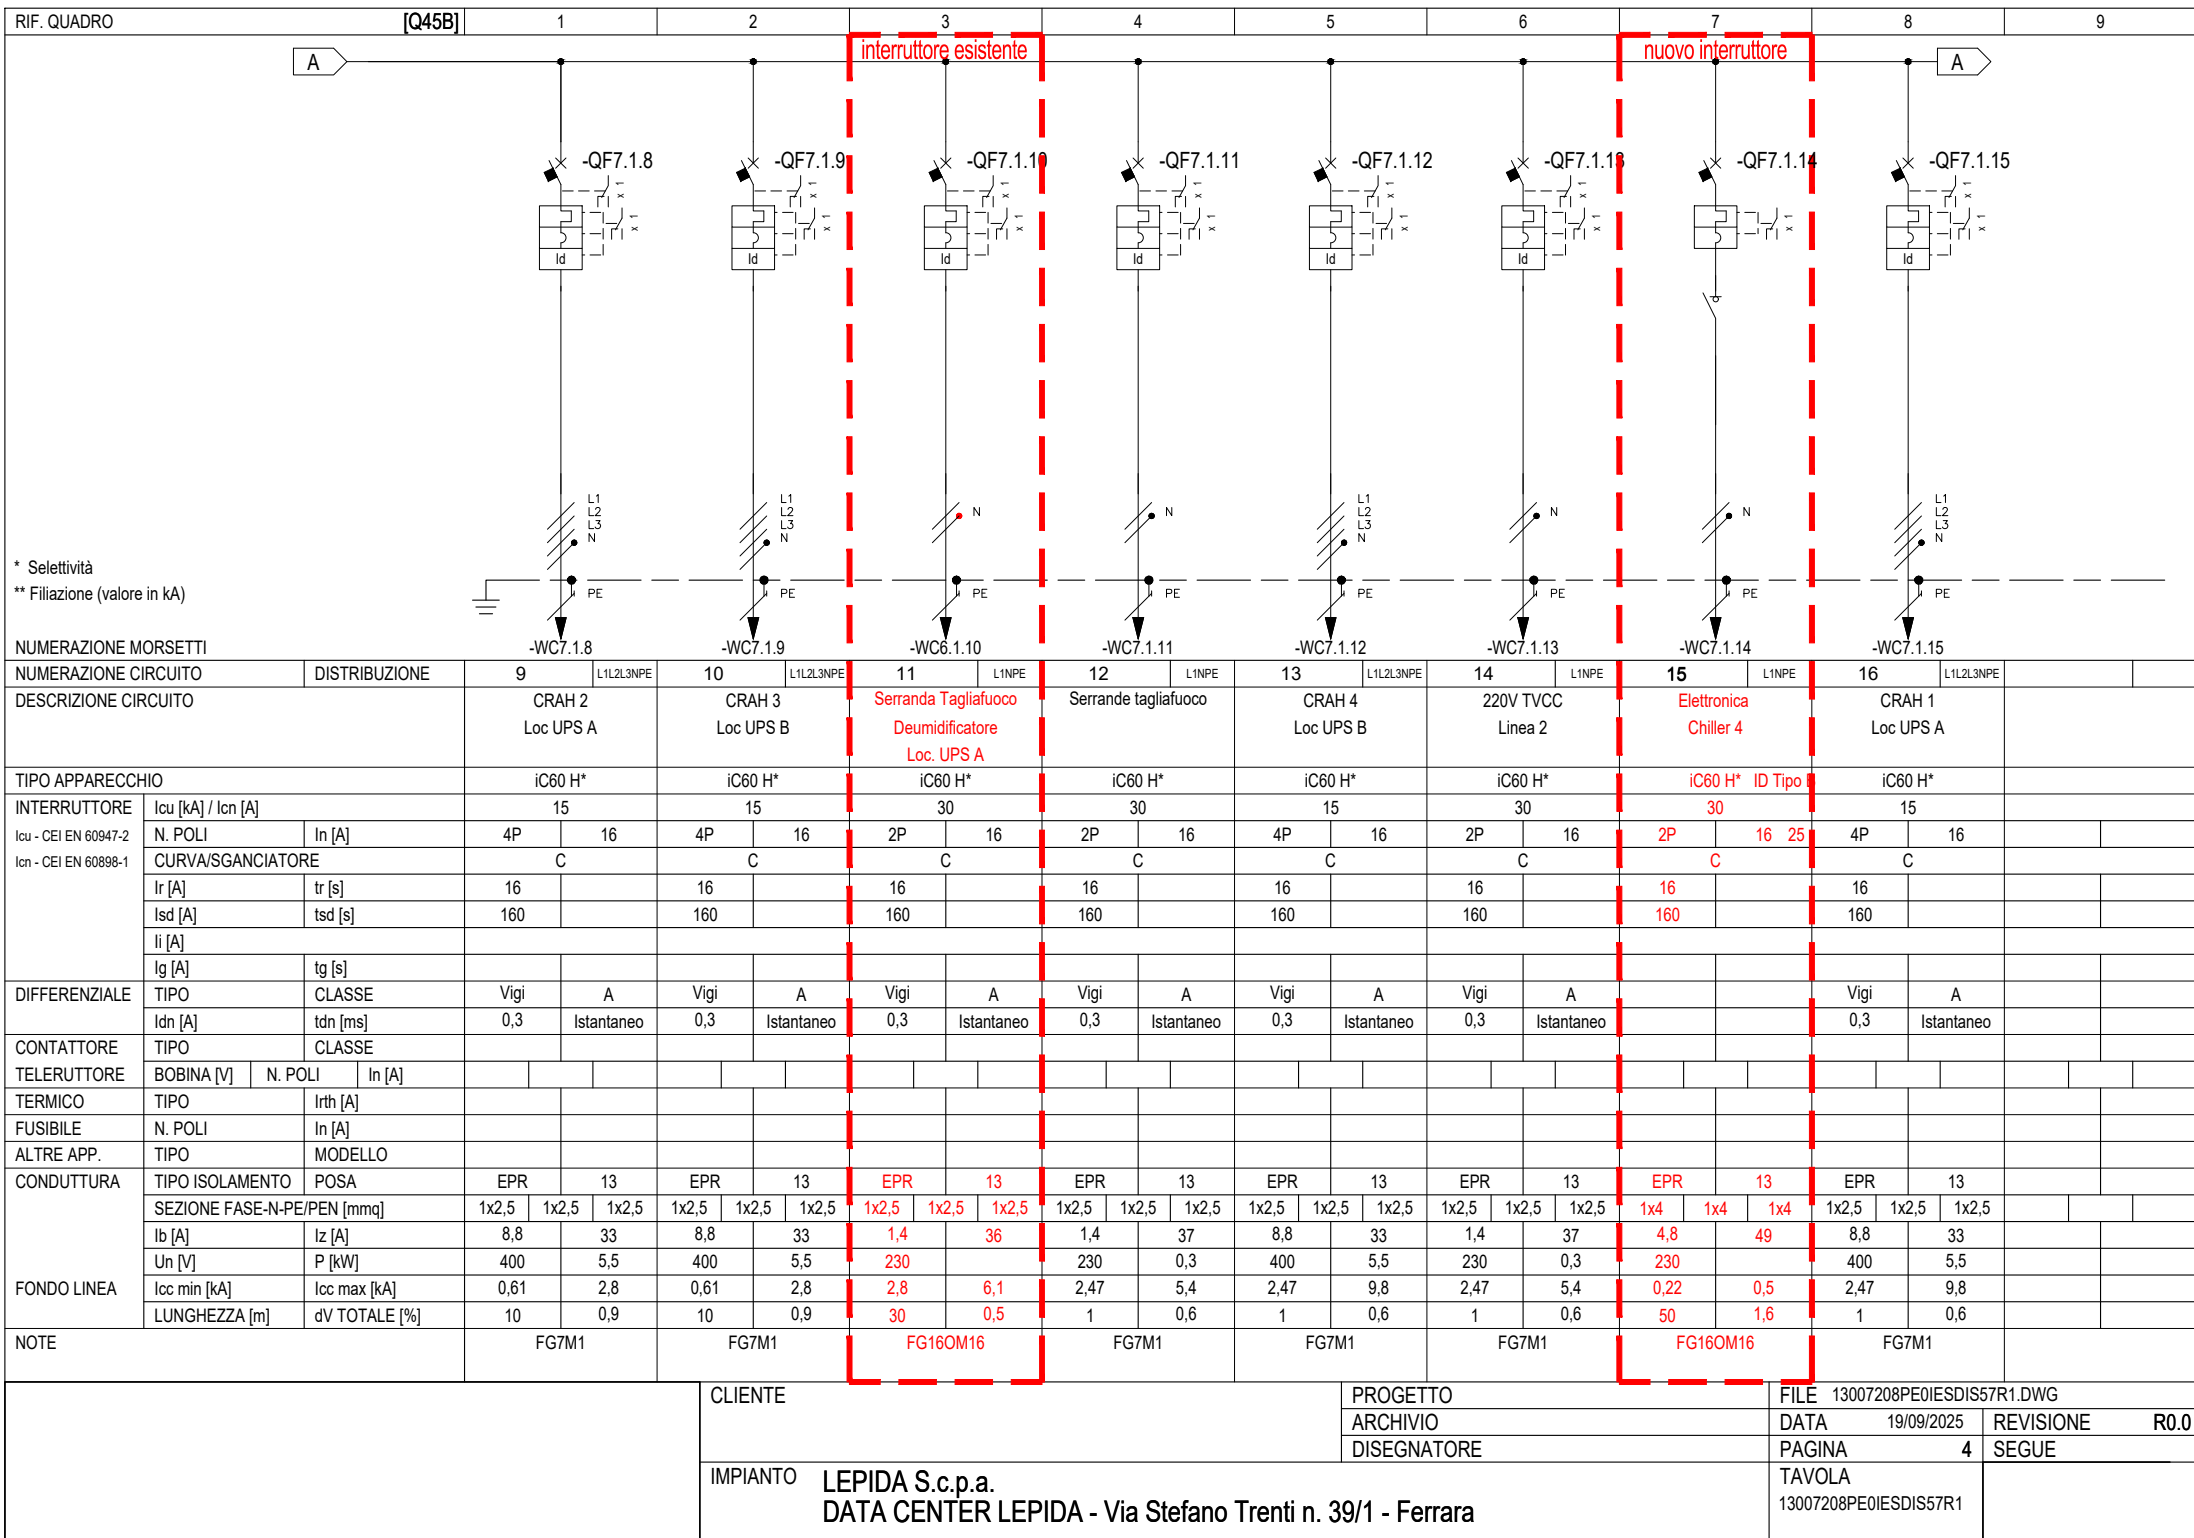 RIF. QUADRO [Q45B] 1 2 3 4 5 6 7 8 9
interruttore esistente nuovo interruttore
A A
-QF7.1.8 -QF7.1.9 -QF7.1.10 -QF7.1.11 -QF7.1.12 -QF7.1.13 -QF7.1.14 -QF7.1.15
x 1 x 1 x 1 x 1 x 1 x 1 x 1
x 1 x 1 x 1 x 1 x 1 x 1 x 1 x 1
Id Id Id Id Id Id Id
L1 L1 L1 L1
L2 L2 N N L2 N N L2
L3 L3 L3 L3
N N N N
* Selettività
** Filiazione (valore in kA) PE PE PE PE PE PE PE PE
NUMERAZIONE MORSETTI -WC7.1.8 -WC7.1.9 -WC6.1.10 -WC7.1.11 -WC7.1.12 -WC7.1.13 -WC7.1.14 -WC7.1.15
NUMERAZIONE CIRCUITO DISTRIBUZIONE 9 L1L2L3NPE 10 L1L2L3NPE 11 L1NPE 12 L1NPE 13 L1L2L3NPE 14 L1NPE 15 L1NPE 16 L1L2L3NPE
DESCRIZIONE CIRCUITO CRAH 2 CRAH 3 Serranda Tagliafuoco Serrande tagliafuoco CRAH 4 220V TVCC Elettronica CRAH 1
Loc UPS A Loc UPS B Deumidificatore Loc UPS B Linea 2 Chiller 4 Loc UPS A
Loc. UPS A
TIPO APPARECCHIO iC60 H* iC60 H* iC60 H* iC60 H* iC60 H* iC60 H* iC60 H* ID Tipo iC60 H*
INTERRUTTORE Icu [kA] / Icn [A] 15 15 30 30 15 30 30 15
Icu - CEI EN 60947-2 N. POLI In [A] 4P 16 4P 16 2P 16 2P 16 4P 16 2P 16 2P 16 25 4P 16
Icn - CEI EN 60898-1 CURVA/SGANCIATORE C C C C C C C C
Ir [A] tr [s] 16 16 16 16 16 16 16 16
Isd [A] tsd [s] 160 160 160 160 160 160 160 160
Ii [A]
Ig [A] tg [s]
DIFFERENZIALE TIPO CLASSE Vigi A Vigi A Vigi A Vigi A Vigi A Vigi A Vigi A
Idn [A] tdn [ms] 0,3 Istantaneo 0,3 Istantaneo 0,3 Istantaneo 0,3 Istantaneo 0,3 Istantaneo 0,3 Istantaneo 0,3 Istantaneo
CONTATTORE TIPO CLASSE
TELERUTTORE BOBINA [V] N. POLI In [A]
TERMICO TIPO Irth [A]
FUSIBILE N. POLI In [A]
ALTRE APP. TIPO MODELLO
CONDUTTURA TIPO ISOLAMENTO POSA EPR 13 EPR 13 EPR 13 EPR 13 EPR 13 EPR 13 EPR 13 EPR 13
SEZIONE FASE-N-PE/PEN [mmq] 1x2,5 1x2,5 1x2,5 1x2,5 1x2,5 1x2,5 1x2,5 1x2,5 1x2,5 1x2,5 1x2,5 1x2,5 1x2,5 1x2,5 1x2,5 1x2,5 1x2,5 1x2,5 1x4 1x4 1x4 1x2,5 1x2,5 1x2,5
Ib [A] Iz [A] 8,8 33 8,8 33 1,4 36 1,4 37 8,8 33 1,4 37 4,8 49 8,8 33
Un [V] P [kW] 400 5,5 400 5,5 230 230 0,3 400 5,5 230 0,3 230 400 5,5
FONDO LINEA Icc min [kA] Icc max [kA] 0,61 2,8 0,61 2,8 2,8 6,1 2,47 5,4 2,47 9,8 2,47 5,4 0,22 0,5 2,47 9,8
LUNGHEZZA [m] dV TOTALE [%] 10 0,9 10 0,9 30 0,5 1 0,6 1 0,6 1 0,6 50 1,6 1 0,6
NOTE FG7M1 FG7M1 FG16OM16 FG7M1 FG7M1 FG7M1 FG16OM16 FG7M1
CLIENTE PROGETTO FILE 13007208PE0IESDIS57R1.DWG
ARCHIVIO DATA 19/09/2025 REVISIONE R0.0
DISEGNATORE PAGINA 4 SEGUE
IMPIANTO LEPIDA S.c.p.a. TAVOLA
DATA CENTER LEPIDA - Via Stefano Trenti n. 39/1 - Ferrara 13007208PE0IESDIS57R1